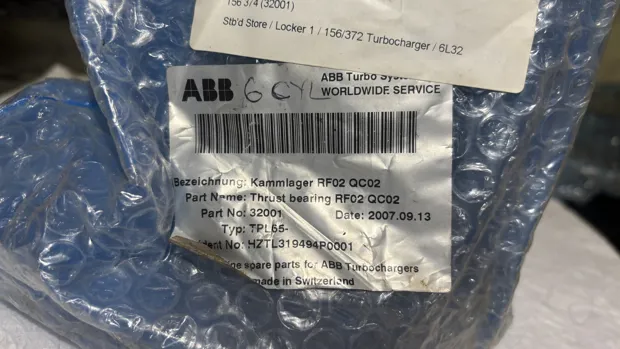 156 3/4 (32001)
Stb'd Store / Locker 1 / 156/372 Turbocharger / 6L32
ABB 6 CYL ABB Turbo
WORLDWIDE SERVICE
Bezeichnung: Kammlager RF02 QC02
Part Name: Thrust bearing RF02 QC02
Part No: 32001 Date: 2007.09.13
Typ: TPL65-
dent No: HZTL319494P0001
spare parts for ABB Turbochargers
made in Switzerland